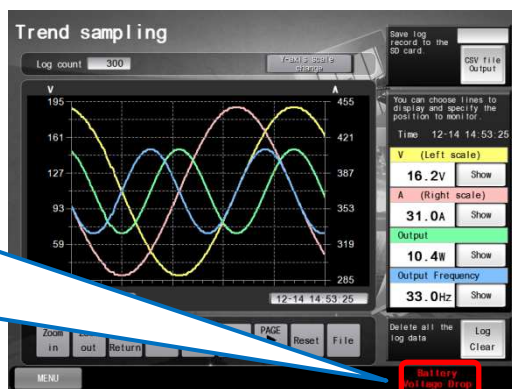 Trend sampling
Log count 300
Y-axis scale
change
Save log
record to the
SD card.
CSV file
Output
V
A
195
161
127
93
59
455
421
387
353
319
285
12-14 14:53:25
You can choose lines to
display and specify the
position to monitor.
Time 12-14 14:53:25
V (Left scale)
16.2V Show
A (Right scale)
31.0A Show
Output
10.4W Show
Output Frequency
33.0Hz Show
Zoom
in
out
Return
PAGE
Reset
File
Delete all the
log data
Log
Clear
MENU
Battery
Voltage Drop